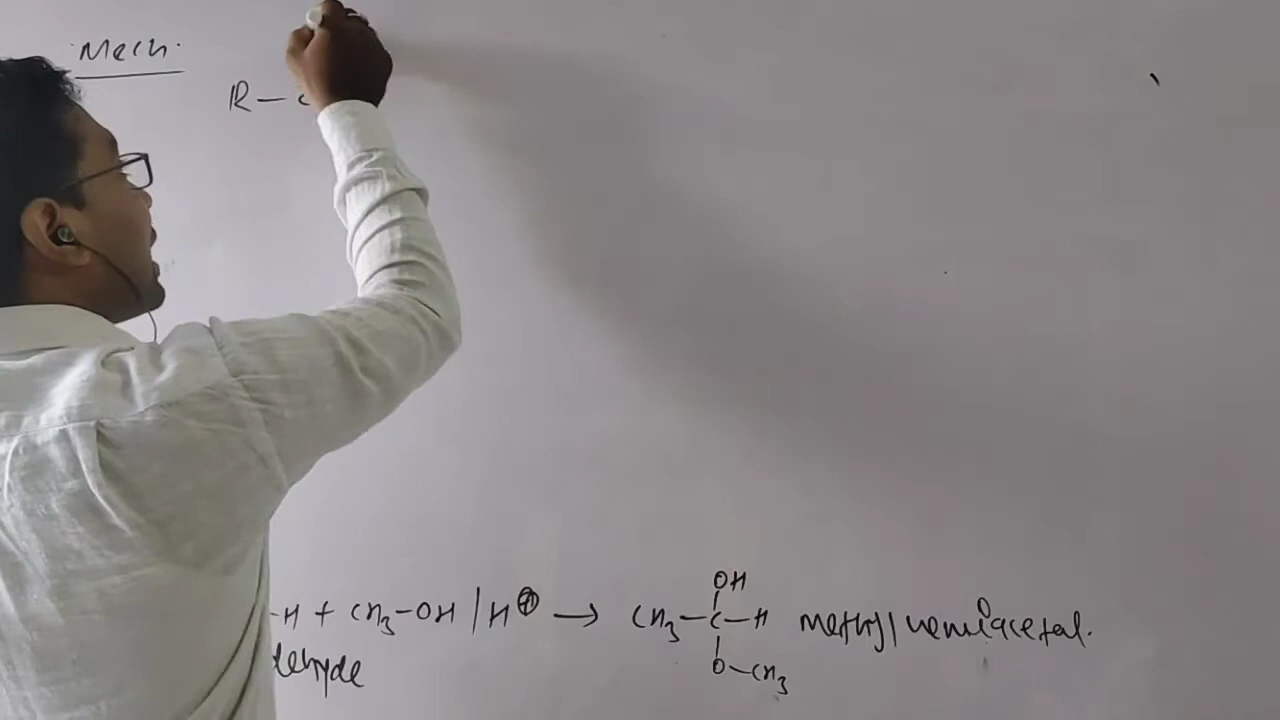 Mech.
R – C
OH
-H + CH3-OH / H⊕ → CH3-C-H methyl hemiacetal.
dehyde
O-CH3